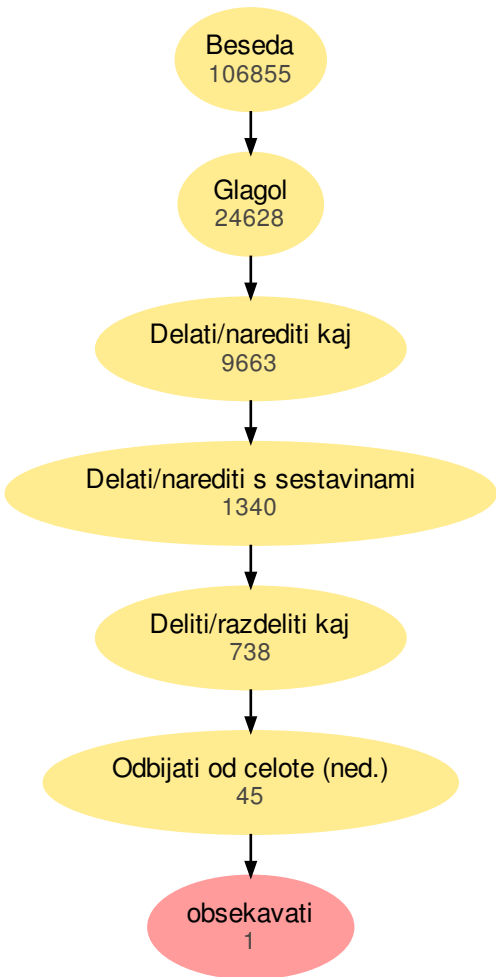 Beseda
106855
Glagol
24628
Delati/narediti kaj
9663
Delati/narediti s sestavinami
1340
Deliti/razdeliti kaj
738
Odbijati od celote (ned.)
45
obsekavati
1